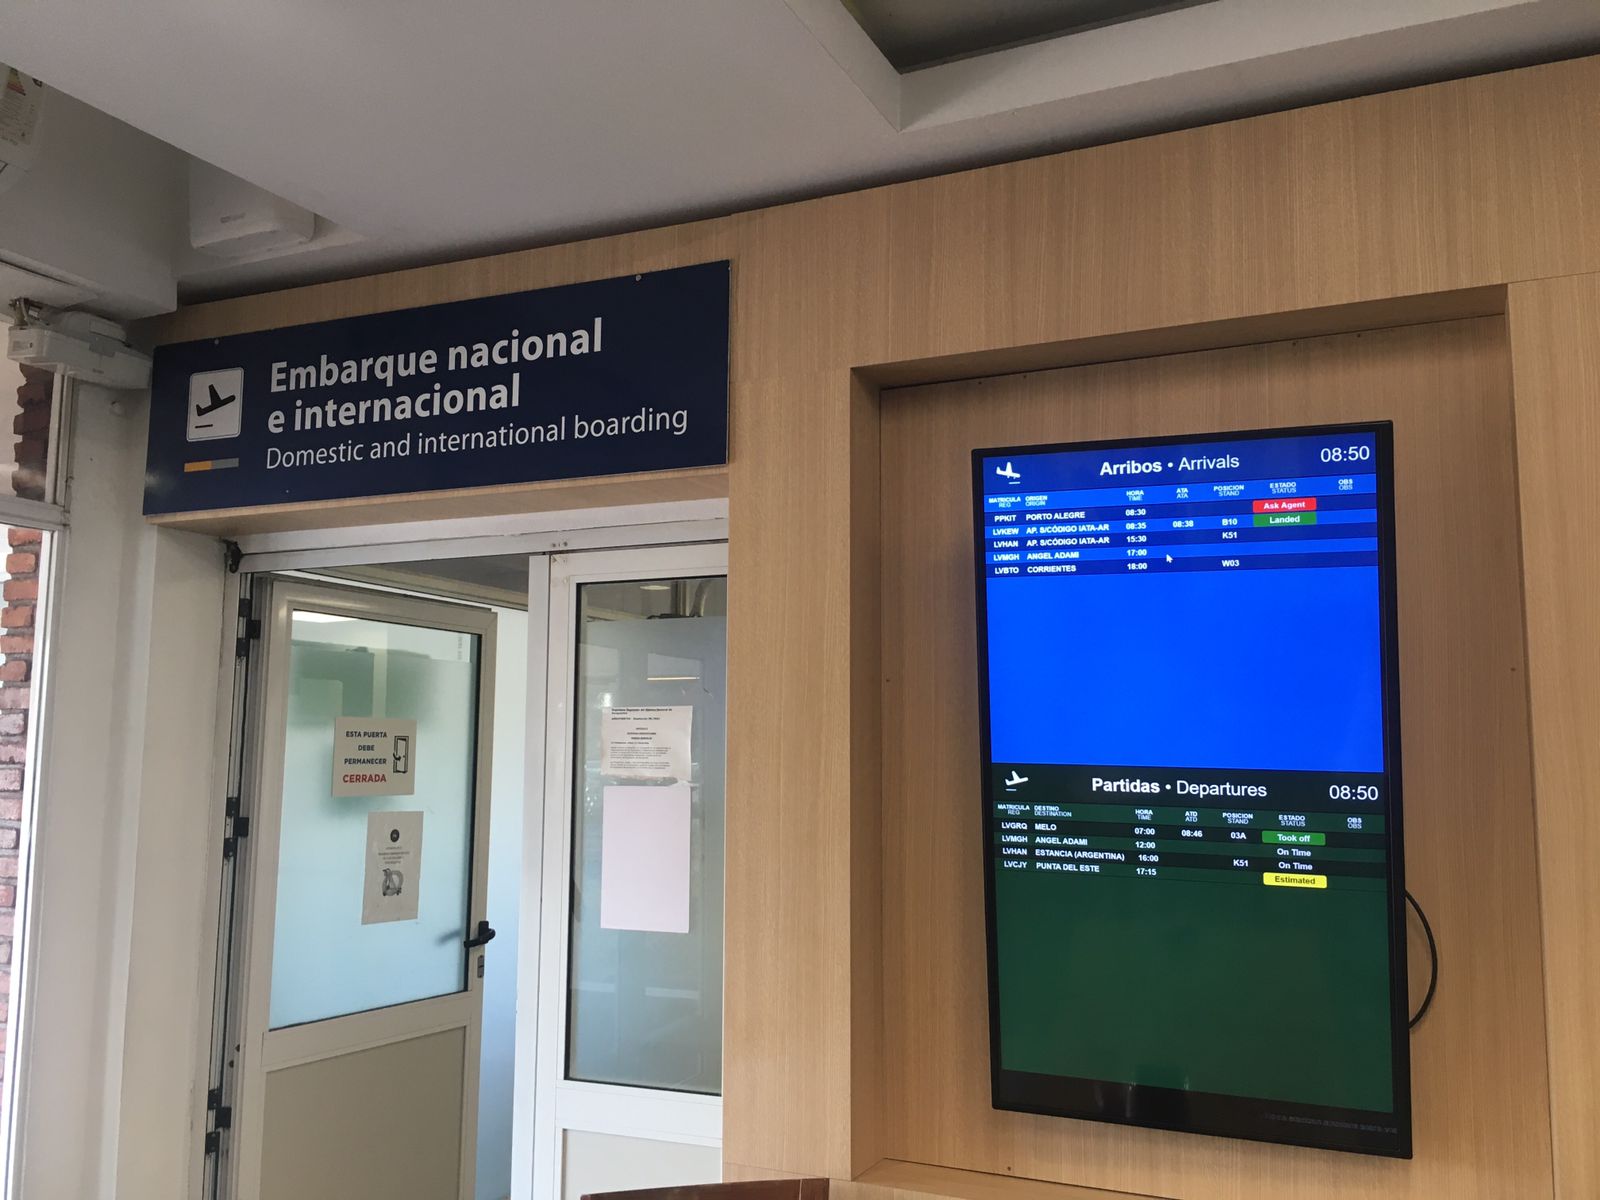 Embarque nacional
e internacional
Domestic and international boarding
ESTA PUERTA
DEBE
PERMANECER
CERRADA
Arribos • Arrivals 08:50
MATRICULA ORIGEN HORA ATA POSICION ESTADO OBS
REG ORIGIN TIME ATA STAND STATUS OBS
PPKIT PORTO ALEGRE 08:30 Ask Agent
LVKEW AP. S/CÓDIGO IATA-AR 08:35 08:38 B10 Landed
LVHAN AP. S/CÓDIGO IATA-AR 15:30 K51
LVMGH ANGEL ADAMI 17:00
LVBTO CORRIENTES 18:00 W03
Partidas • Departures 08:50
MATRICULA DESTINO HORA ATD POSICION ESTADO OBS
REG DESTINATION TIME ATD STAND STATUS OBS
LVGRQ MELO 07:00 08:46 03A Took off
LVMGH ANGEL ADAMI 12:00 On Time
LVHAN ESTANCIA (ARGENTINA) 16:00 K51 On Time
LVCJY PUNTA DEL ESTE 17:15 Estimated